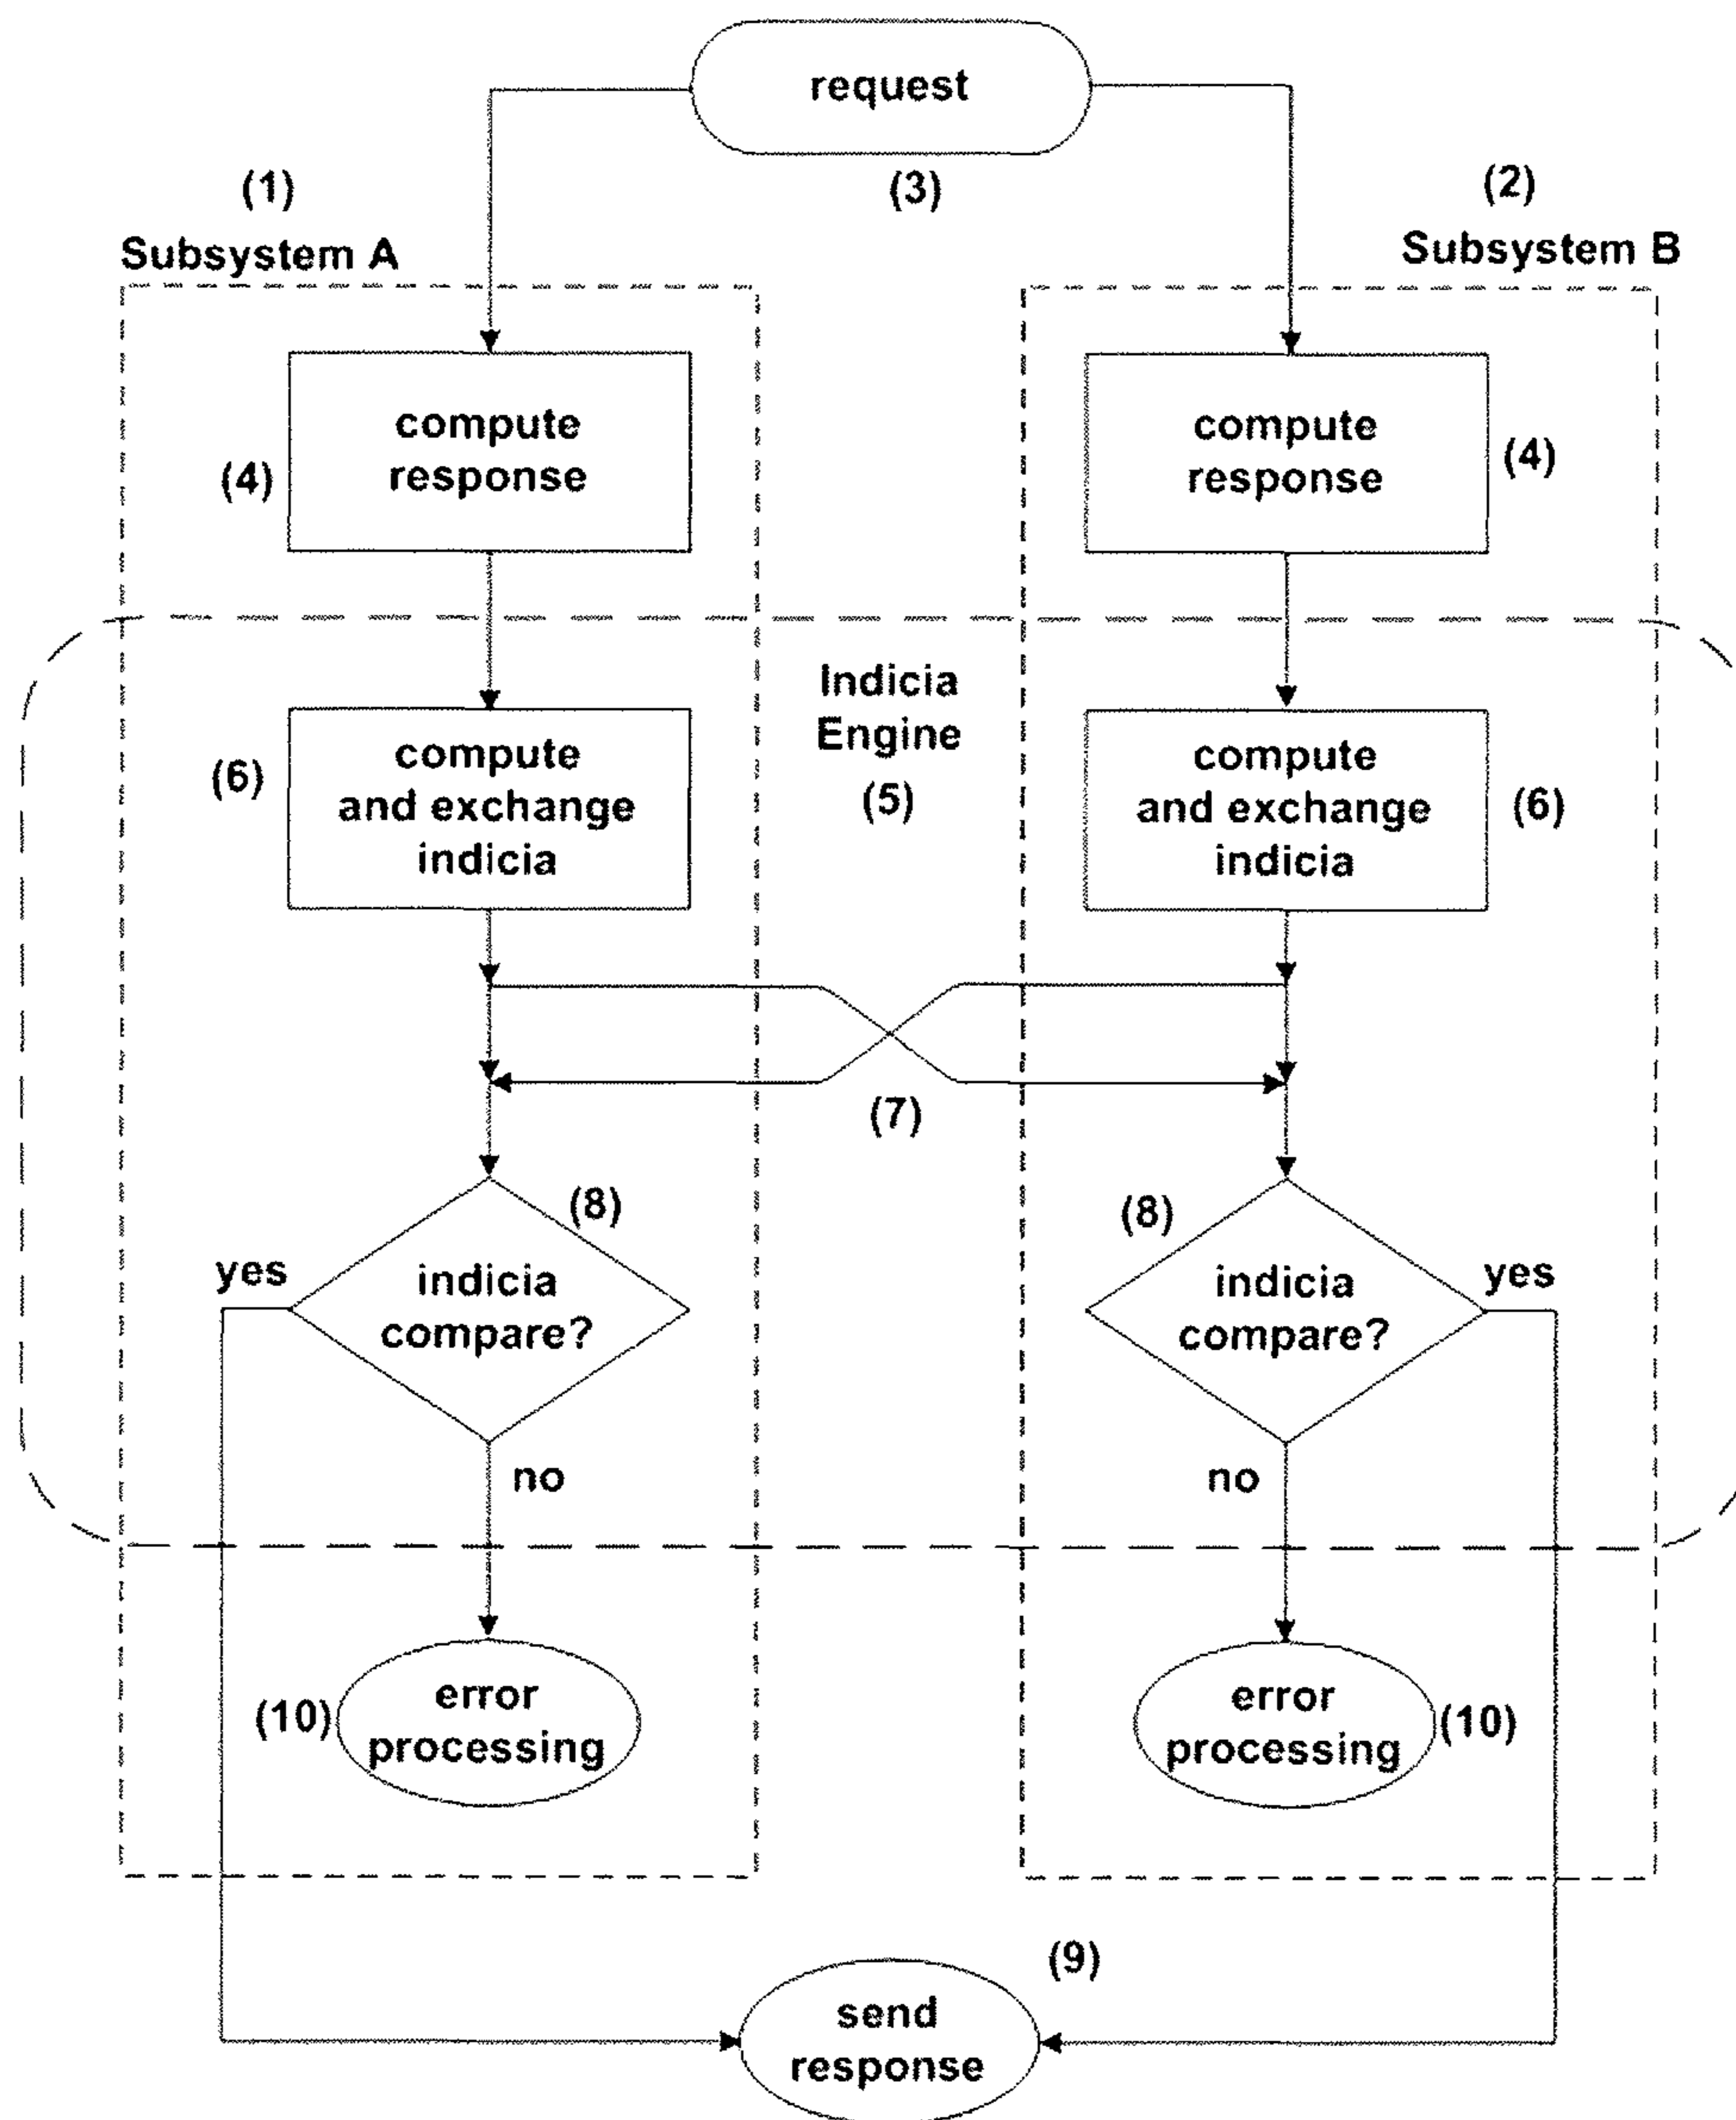 request
(3)
(1)
Subsystem A
(2)
Subsystem B
compute
response
(4)
compute
response
(4)
Indicia
Engine
(5)
compute
and exchange
indicia
(6)
compute
and exchange
indicia
(6)
(7)
(8)
indicia
compare?
yes
no
(8)
indicia
compare?
yes
no
(10)
error
processing
error
processing
(10)
(9)
send
response